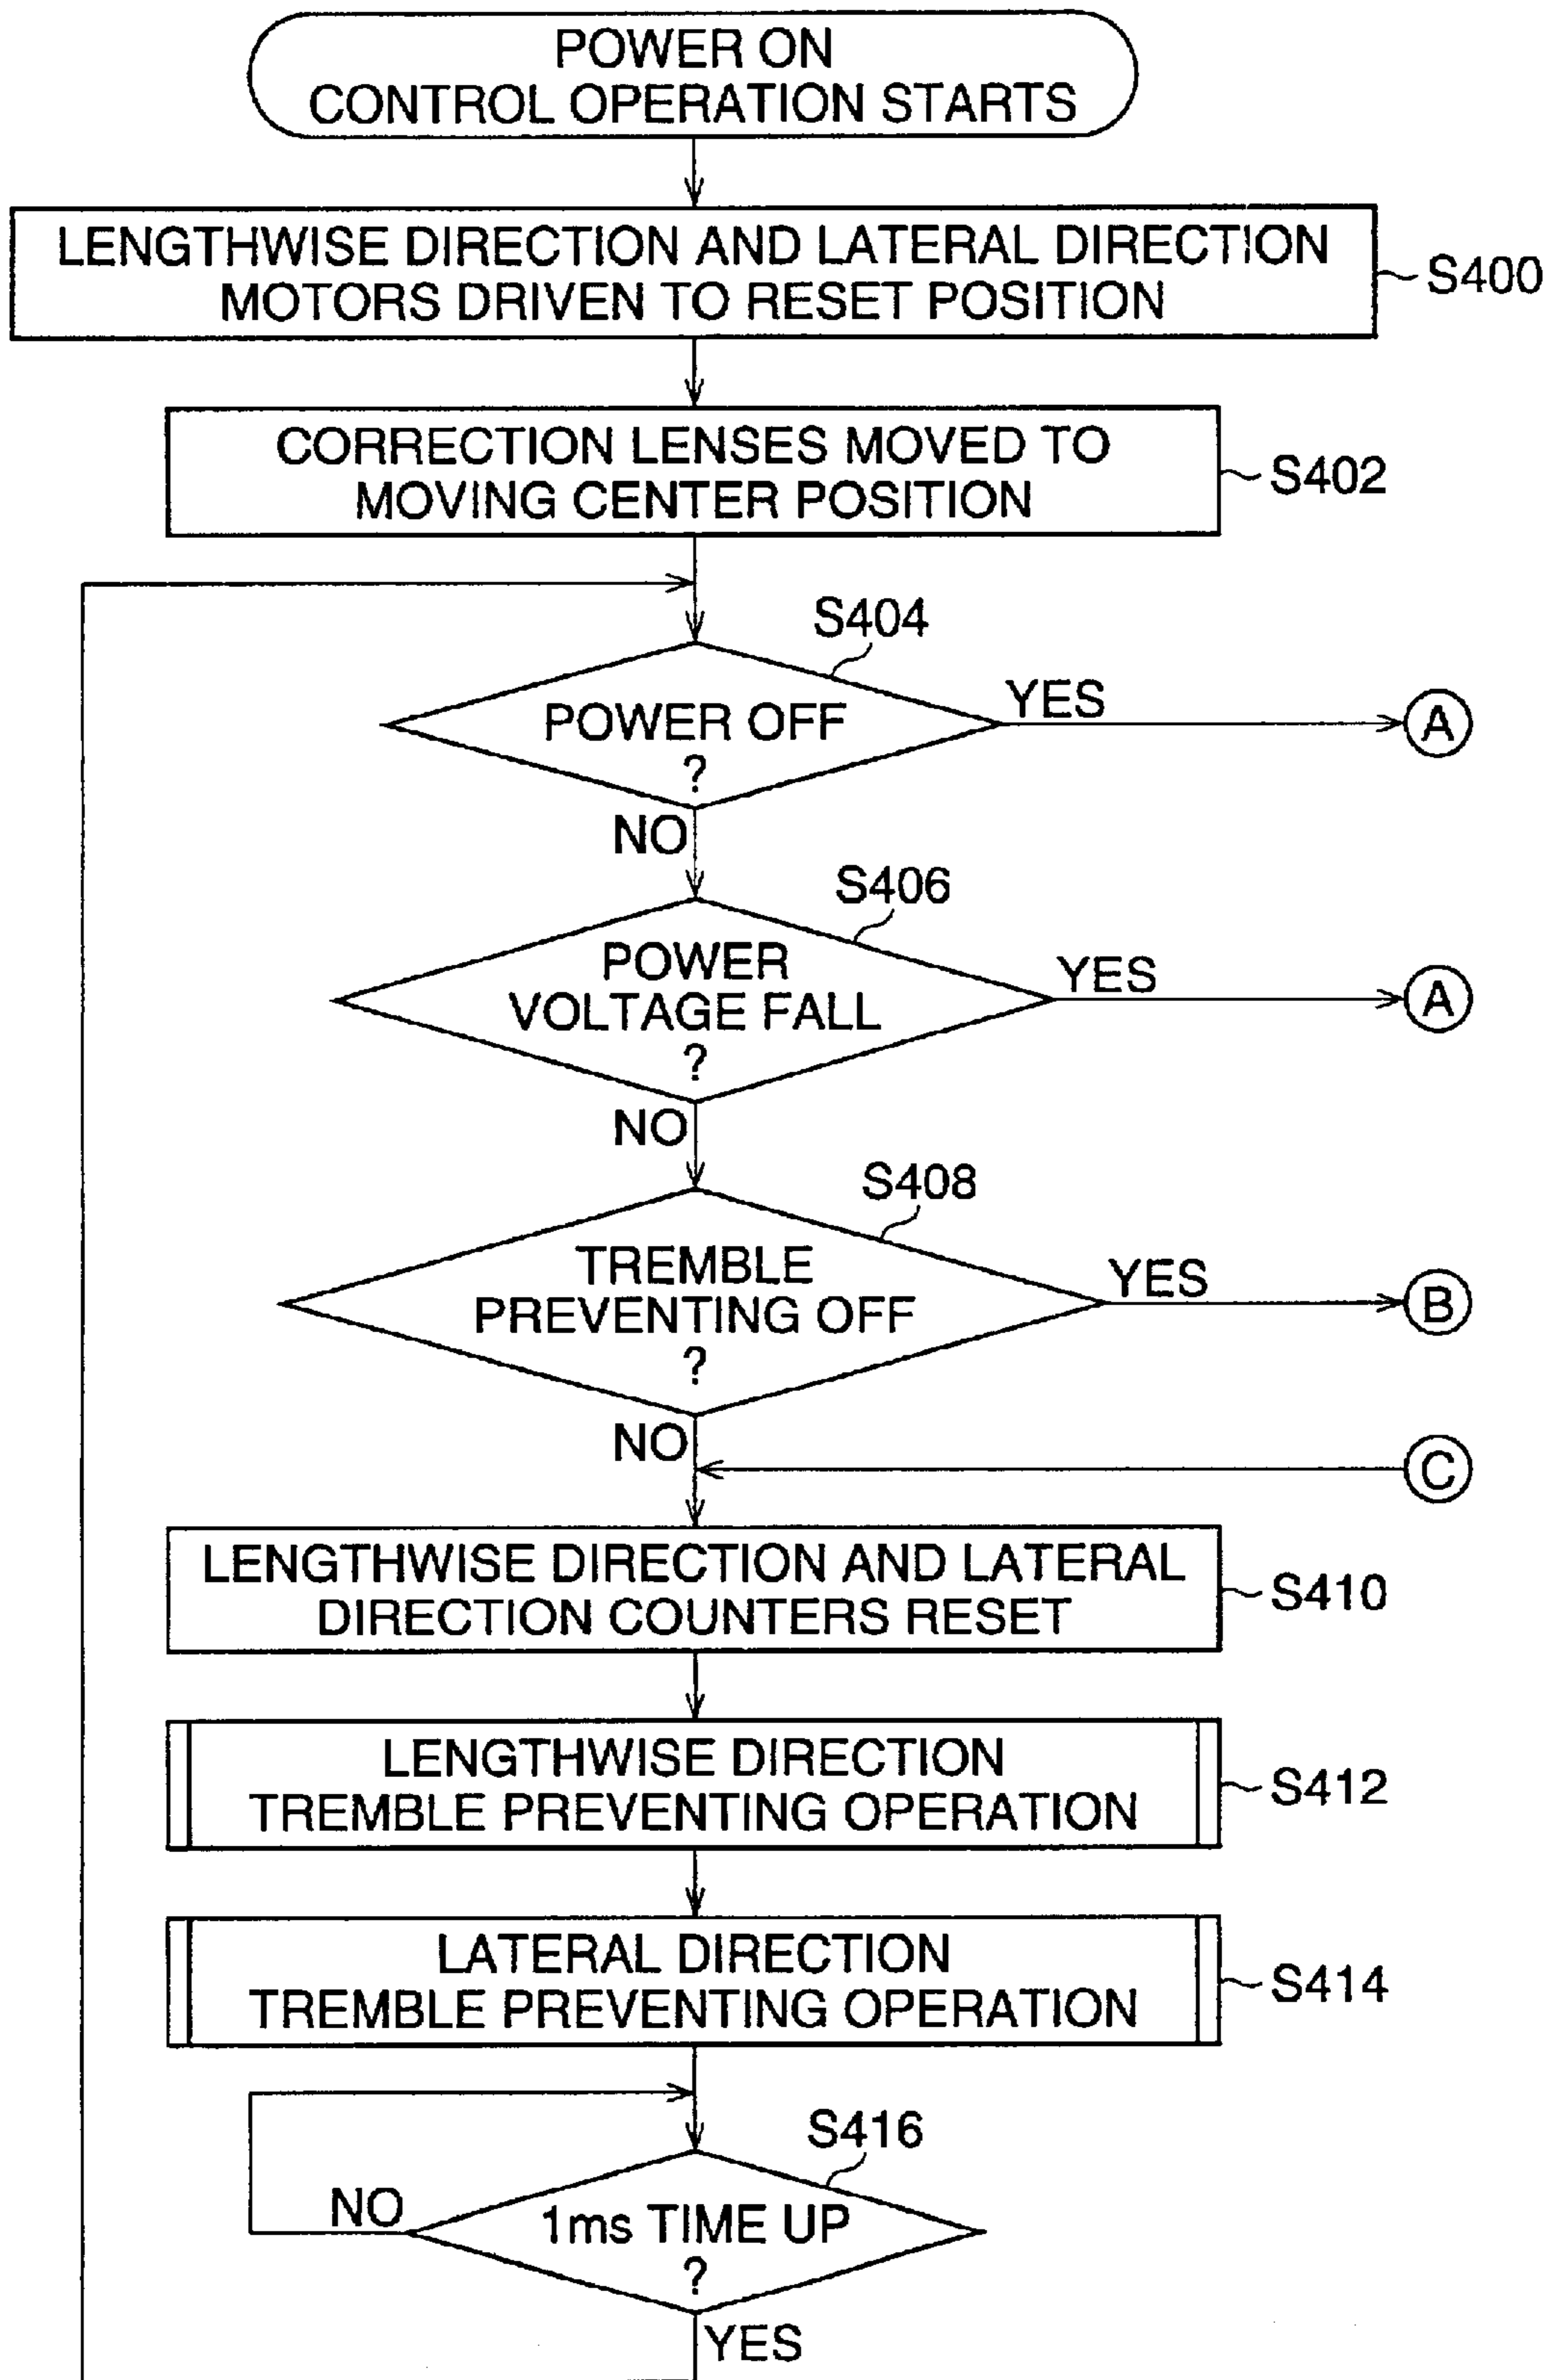 POWER ON
CONTROL OPERATION STARTS
LENGTHWISE DIRECTION AND LATERAL DIRECTION
MOTORS DRIVEN TO RESET POSITION
S400
CORRECTION LENSES MOVED TO
MOVING CENTER POSITION
S402
S404
POWER OFF
?
YES
A
NO
S406
POWER
VOLTAGE FALL
?
YES
A
NO
S408
TREMBLE
PREVENTING OFF
?
YES
B
NO
C
LENGTHWISE DIRECTION AND LATERAL
DIRECTION COUNTERS RESET
S410
LENGTHWISE DIRECTION
TREMBLE PREVENTING OPERATION
S412
LATERAL DIRECTION
TREMBLE PREVENTING OPERATION
S414
S416
NO
1ms TIME UP
?
YES